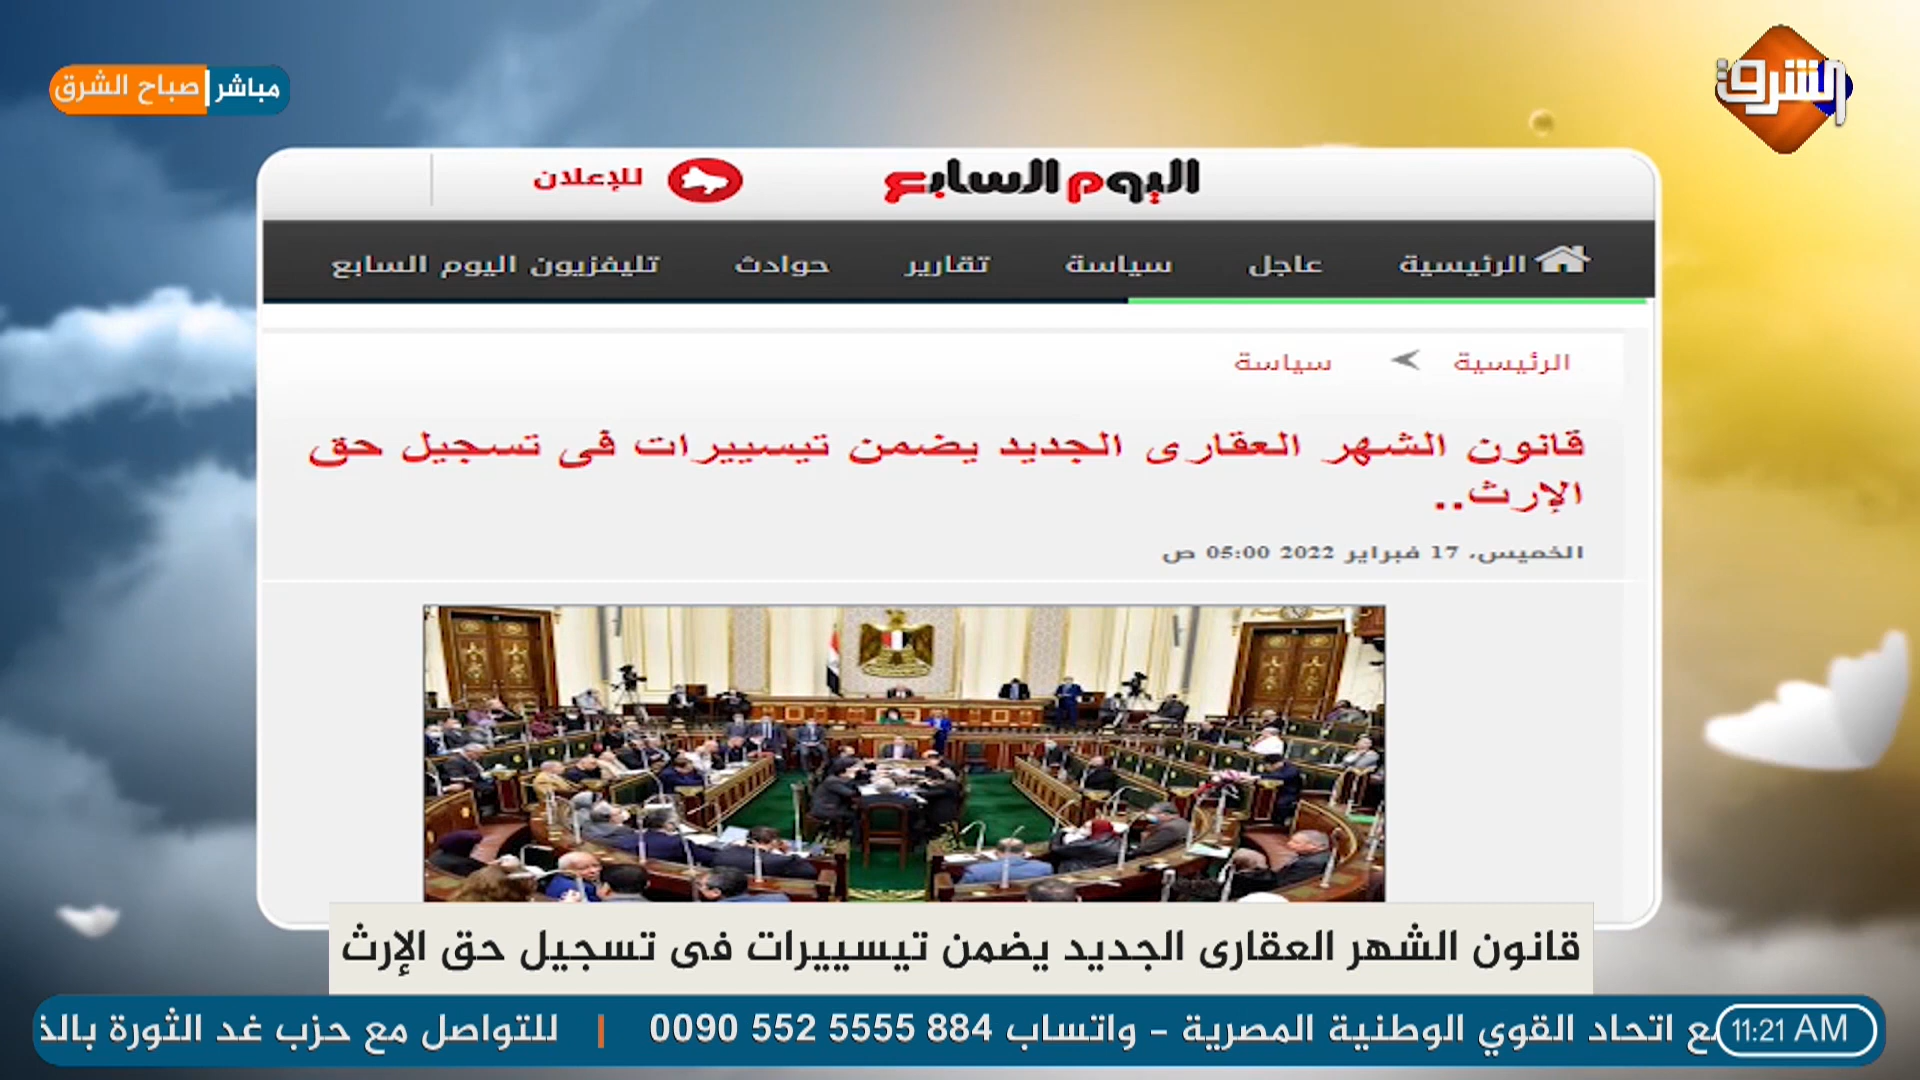 مباشر
صباح الشرق
الشرق
اليوم السابع
للإعلان
الرئيسية
عاجل
سياسة
تقارير
حوادث
تليفزيون اليوم السابع
الرئيسية
سياسة
قانون الشهر العقارى الجديد يضمن تيسييرات فى تسجيل حق
الإرث..
الخميس، 17 فبراير 2022 05:00 ص
قانون الشهر العقارى الجديد يضمن تيسييرات فى تسجيل حق الإرث
اتحاد القوي الوطنية المصرية - واتساب 884 5555 552 0090 | للتواصل مع حزب غد الثورة
11:21 AM